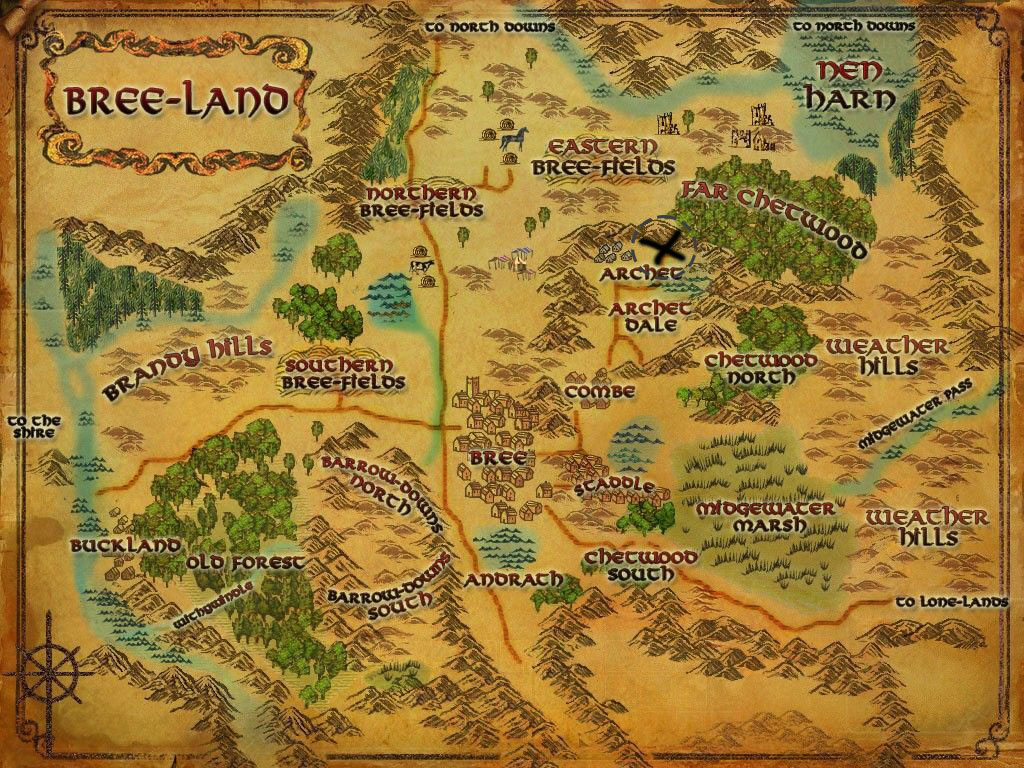 TO NORTH DOWNS
TO NORTH DOWNS
BREE-LAND
NEN
HARN
EASTERN
BREE-FIELDS
NORTHERN
BREE-FIELDS
FAR CHETWOOD
ARCHET
ARCHET
DALE
BRANDY HILLS
SOUTHERN
BREE-FIELDS
CHETWOOD
NORTH
WEATHER
HILLS
COMBE
MIDGEWATER PASS
TO THE
SHIRE
BREE
BARROW-DOWNS
NORTH
STADDLE
MIDGEWATER
MARSH
WEATHER
HILLS
BUCKLAND
OLD FOREST
ANDRATH
CHETWOOD
SOUTH
WITHYWINDLE
BARROW-DOWNS
SOUTH
TO LONE-LANDS